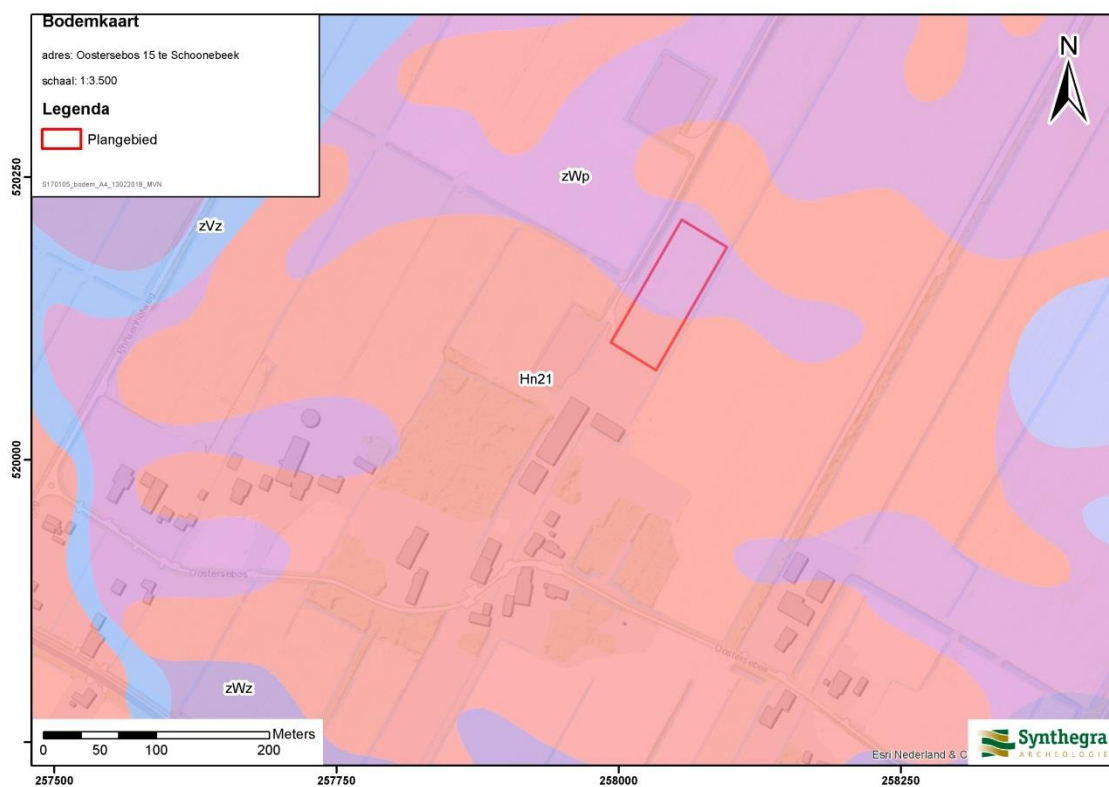 Bodemkaart
adres: Oostersebos 15 te Schoonebeek
schaal: 1:3.500
Legenda
Plangebied
S170105_bodem_A4_13022018_MVN
N
520250
zWp
zVz
Hn21
520000
Oostersebos
Oostersebos
zWz
0 50 100 200 Meters
Esri Nederland & C
Synthegra
ARCHEOLOGIE
257500 257750 258000 258250